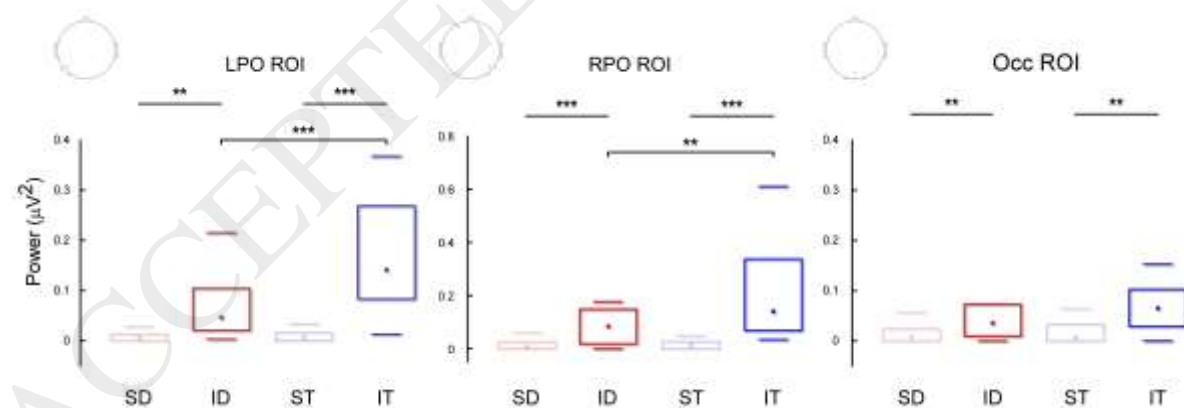 LPO ROI
** ***
***
0.4
0.3
0.2
0.1
0
Power (μV²)
SD ID ST IT
RPO ROI
*** ***
**
0.8
0.6
0.4
0.2
0
SD ID ST IT
Occ ROI
** **
0.4
0.3
0.2
0.1
0
SD ID ST IT
ACCEPTE